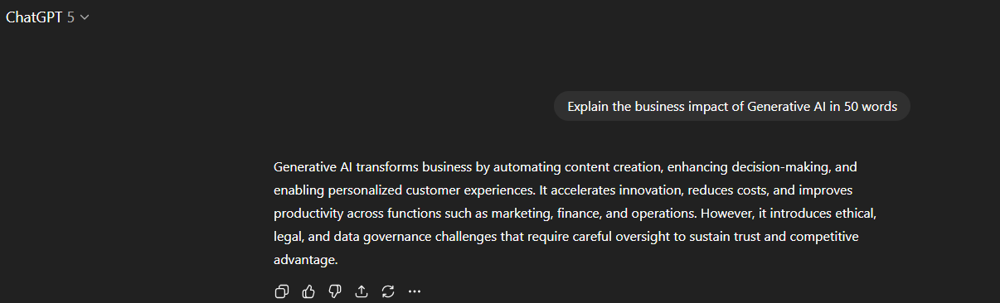 ChatGPT 5
Explain the business impact of Generative AI in 50 words
Generative AI transforms business by automating content creation, enhancing decision-making, and
enabling personalized customer experiences. It accelerates innovation, reduces costs, and improves
productivity across functions such as marketing, finance, and operations. However, it introduces ethical,
legal, and data governance challenges that require careful oversight to sustain trust and competitive
advantage.